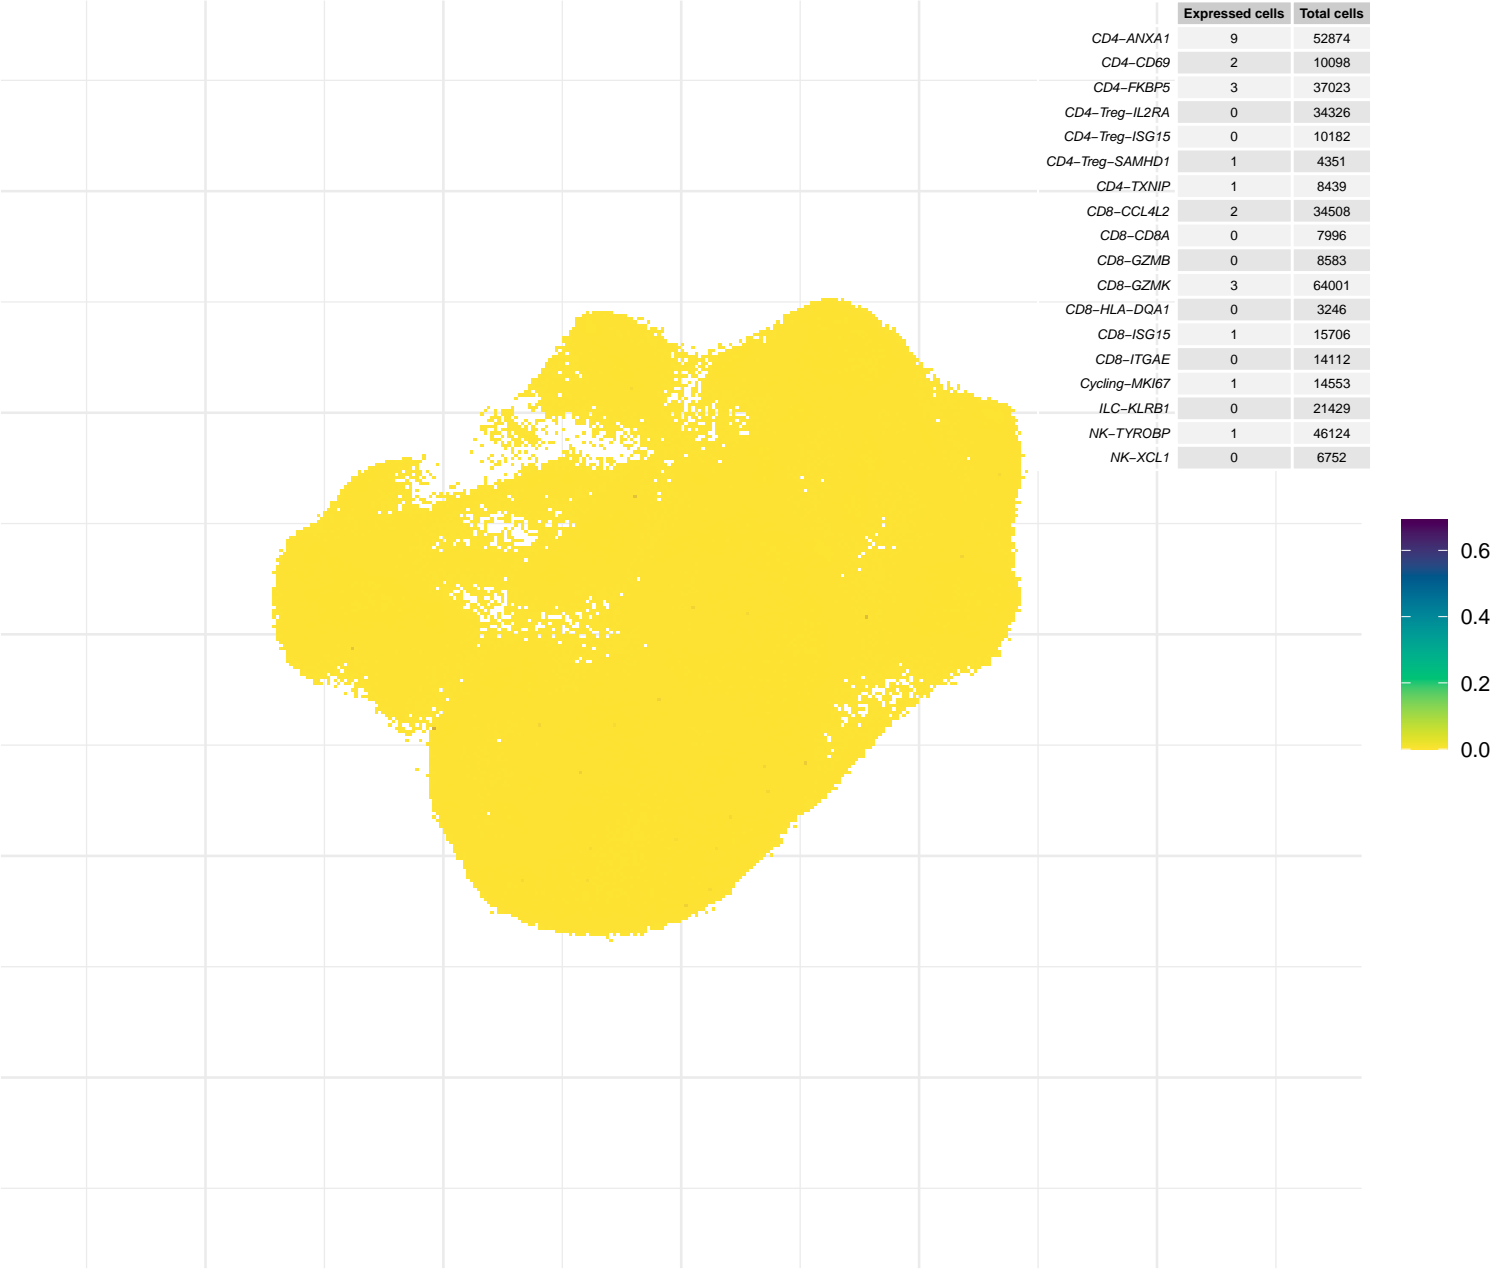 Expressed cells Total cells
CD4−ANXA1 9 52874
CD4−CD69 2 10098
CD4−FKBP5 3 37023
CD4−Treg−IL2RA 0 34326
CD4−Treg−ISG15 0 10182
CD4−Treg−SAMHD1 1 4351
CD4−TXNIP 1 8439
CD8−CCL4L2 2 34508
CD8−CD8A 0 7996
CD8−GZMB 0 8583
CD8−GZMK 3 64001
CD8−HLA−DQA1 0 3246
CD8−ISG15 1 15706
CD8−ITGAE 0 14112
Cycling−MKI67 1 14553
ILC−KLRB1 0 21429
NK−TYROBP 1 46124
NK−XCL1 0 6752
0.6
0.4
0.2
0.0